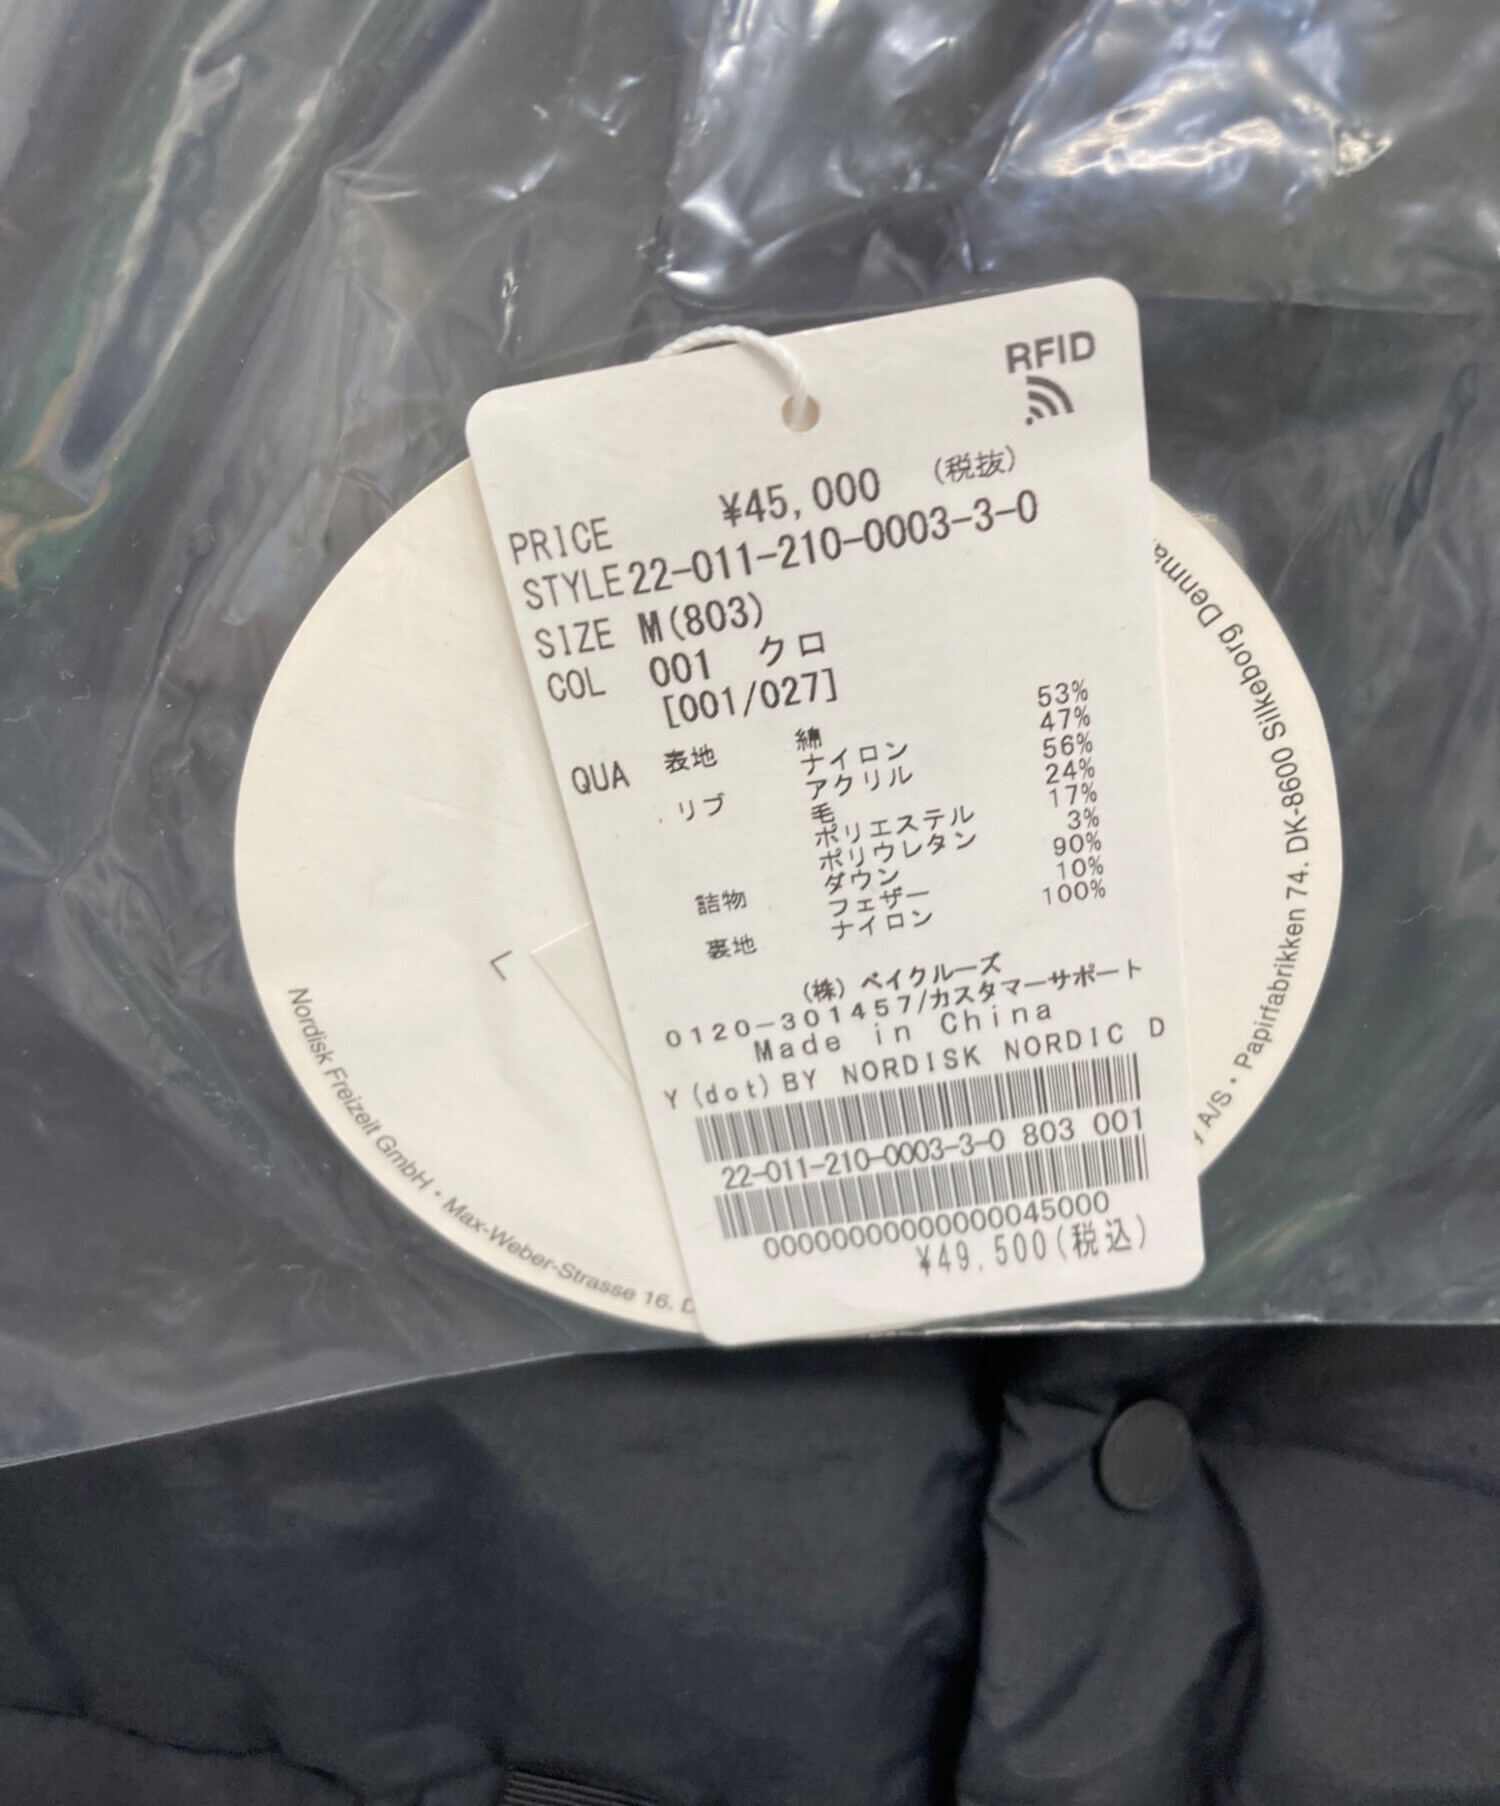 RFID
PRICE ¥45,000 (税抜)
STYLE 22-011-210-0003-3-0
SIZE M(803)
COL 001 クロ
[001/027]
QUA 表地 綿 53%
ナイロン 47%
リブ アクリル 56%
毛 24%
ポリエステル 17%
ポリウレタン 3%
詰物 ダウン 90%
フェザー 10%
裏地 ナイロン 100%
(株) ベイクルーズ
0120-301457/カスタマーサポート
Made in China
Y(dot)BY NORDISK NORDIC D
22-011-210-0003-3-0 803 001
00000000000000045000
¥49,500(税込)
Nordisk Freizeit GmbH • Max-Weber-Strasse 16. D
y A/S • Papirfabrikken 74. DK-8600 Silkeborg Denma